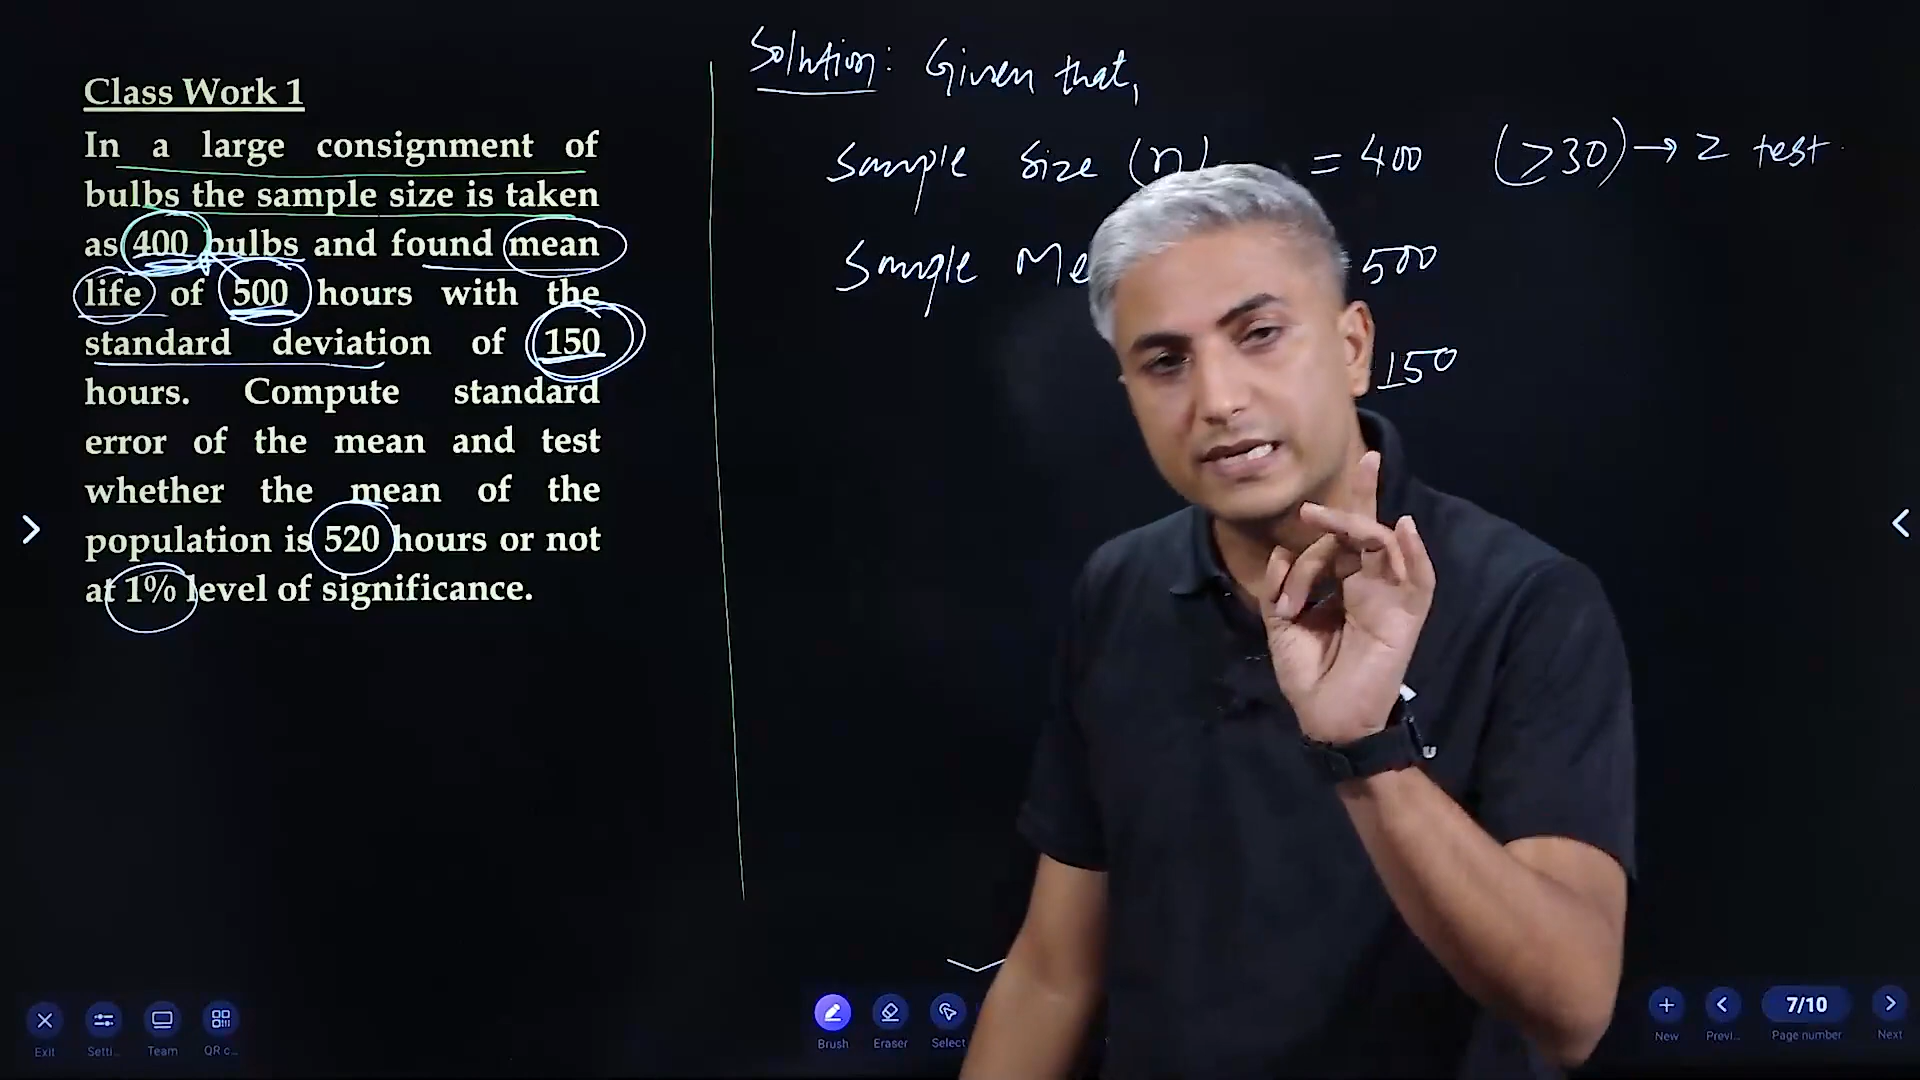 Class Work 1
In a large consignment of
bulbs the sample size is taken
as 400 bulbs and found mean
life of 500 hours with the
standard deviation of 150
hours. Compute standard
error of the mean and test
whether the mean of the
population is 520 hours or not
at 1% level of significance.
Solution: Given that,
Sample Size (n) = 400 (≥30) → Z test.
Sample Me 500
150
Exit
Setti...
Team
QR c...
Brush
Eraser
Select
New
Previ...
7/10
Page number
Next